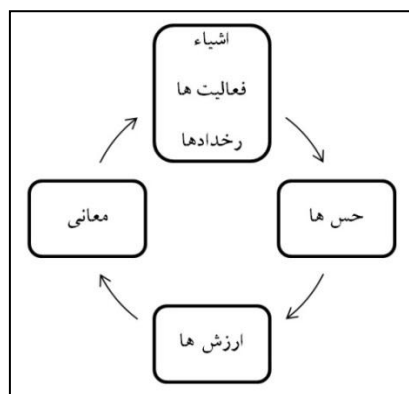 اشیاء
فعالیت ها
رخدادها
حس ها
معانی
ارزش ها